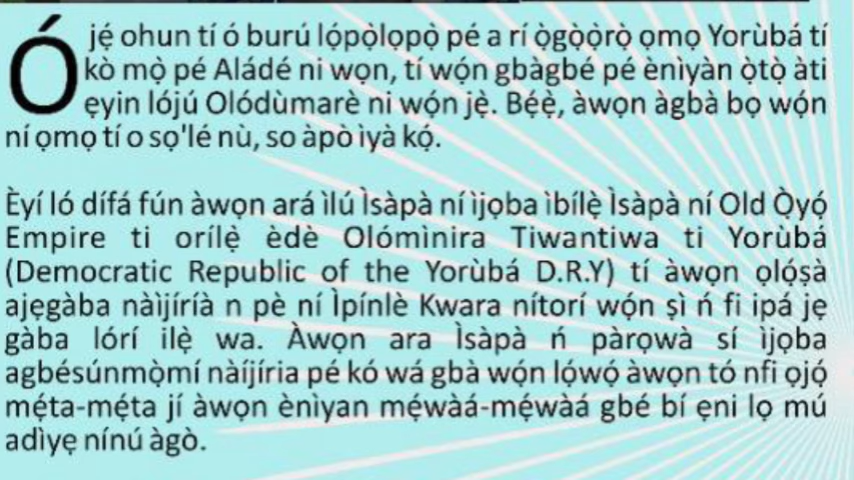 Ó jẹ́ ohun tí ó burú lọ́pọ̀lọpọ̀ pé a rí ọ̀gọ̀ọ̀rọ̀ ọmọ Yorùbá tí
kò mọ̀ pé Aládé ni wọn, tí wọ́n gbàgbé pé ènìyàn ọ̀tọ̀ àti
ẹyin lójú Olódùmarè ni wọ́n jẹ̀. Bẹ́ẹ̀, àwọn àgbà bọ wọ́n
ní ọmọ tí o sọ'lé nù, so àpò ìyà kọ́.
Èyí ló dífá fún àwọn ará ìlú Ìsàpà ní ìjọba ìbílẹ̀ Ìsàpà ní Old Ọ̀yọ́
Empire ti orílẹ̀ èdè Olómìnira Tiwantiwa ti Yorùbá
(Democratic Republic of the Yorùbá D.R.Y) tí àwọn ọlọ́ṣà
ajẹgàba nàìjíríà n pè ní Ìpínlè Kwara nítorí wọ́n ṣì ń fi ipá jẹ
gàba lórí ilẹ̀ wa. Àwọn ara Ìsàpà ń pàrọwà sí ìjọba
agbésúnmọ̀mí nàíjíria pé kó wá gbà wọ́n lọ́wọ́ àwọn tó nfi ọjọ́
mẹ́ta-mẹ́ta jí àwọn ènìyan mẹ́wàá-mẹ́wàá gbé bí ẹni lọ mú
adìyẹ nínú àgò.